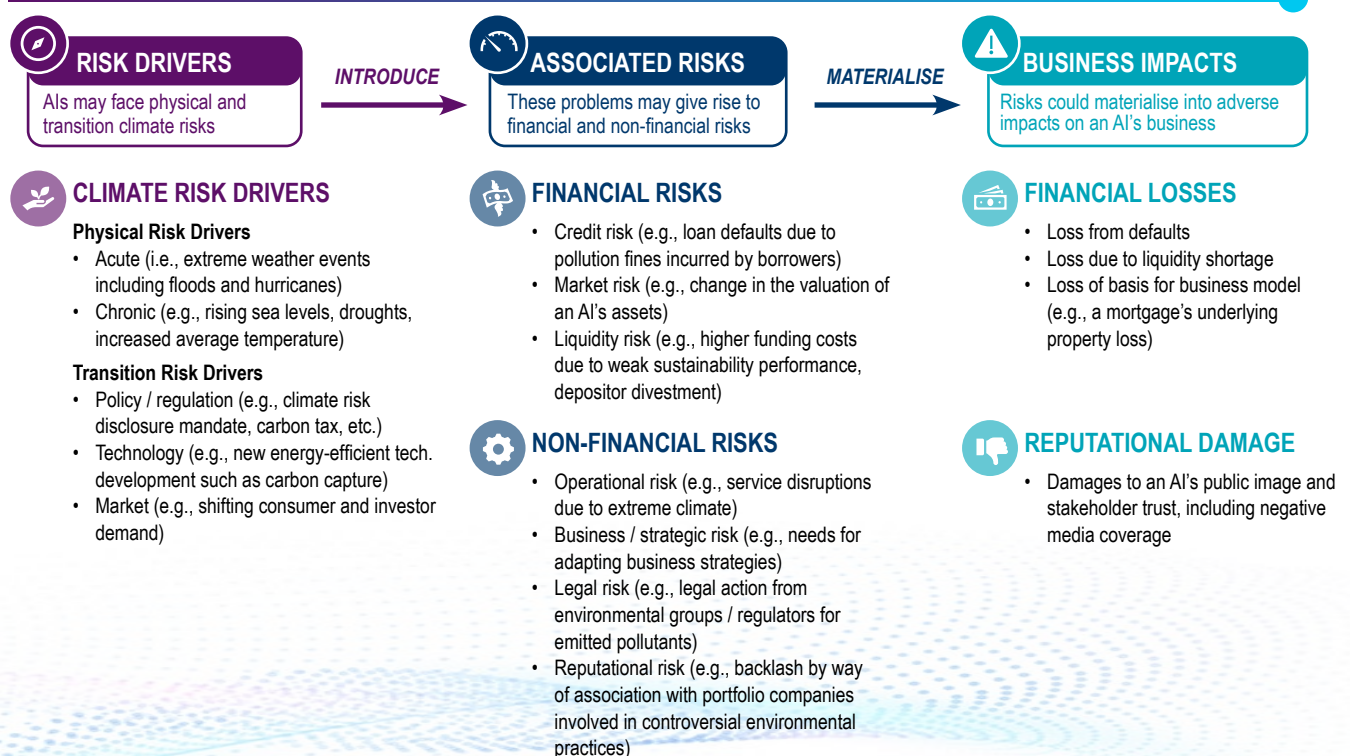 RISK DRIVERS
AIs may face physical and
transition climate risks
INTRODUCE
ASSOCIATED RISKS
These problems may give rise to
financial and non-financial risks
MATERIALISE
BUSINESS IMPACTS
Risks could materialise into adverse
impacts on an AI's business
CLIMATE RISK DRIVERS
Physical Risk Drivers
• Acute (i.e., extreme weather events
including floods and hurricanes)
• Chronic (e.g., rising sea levels, droughts,
increased average temperature)
Transition Risk Drivers
• Policy / regulation (e.g., climate risk
disclosure mandate, carbon tax, etc.)
• Technology (e.g., new energy-efficient tech.
development such as carbon capture)
• Market (e.g., shifting consumer and investor
demand)
FINANCIAL RISKS
• Credit risk (e.g., loan defaults due to
pollution fines incurred by borrowers)
• Market risk (e.g., change in the valuation of
an AI's assets)
• Liquidity risk (e.g., higher funding costs
due to weak sustainability performance,
depositor divestment)
NON-FINANCIAL RISKS
• Operational risk (e.g., service disruptions
due to extreme climate)
• Business / strategic risk (e.g., needs for
adapting business strategies)
• Legal risk (e.g., legal action from
environmental groups / regulators for
emitted pollutants)
• Reputational risk (e.g., backlash by way
of association with portfolio companies
involved in controversial environmental
practices)
FINANCIAL LOSSES
• Loss from defaults
• Loss due to liquidity shortage
• Loss of basis for business model
(e.g., a mortgage's underlying
property loss)
REPUTATIONAL DAMAGE
• Damages to an AI's public image and
stakeholder trust, including negative
media coverage